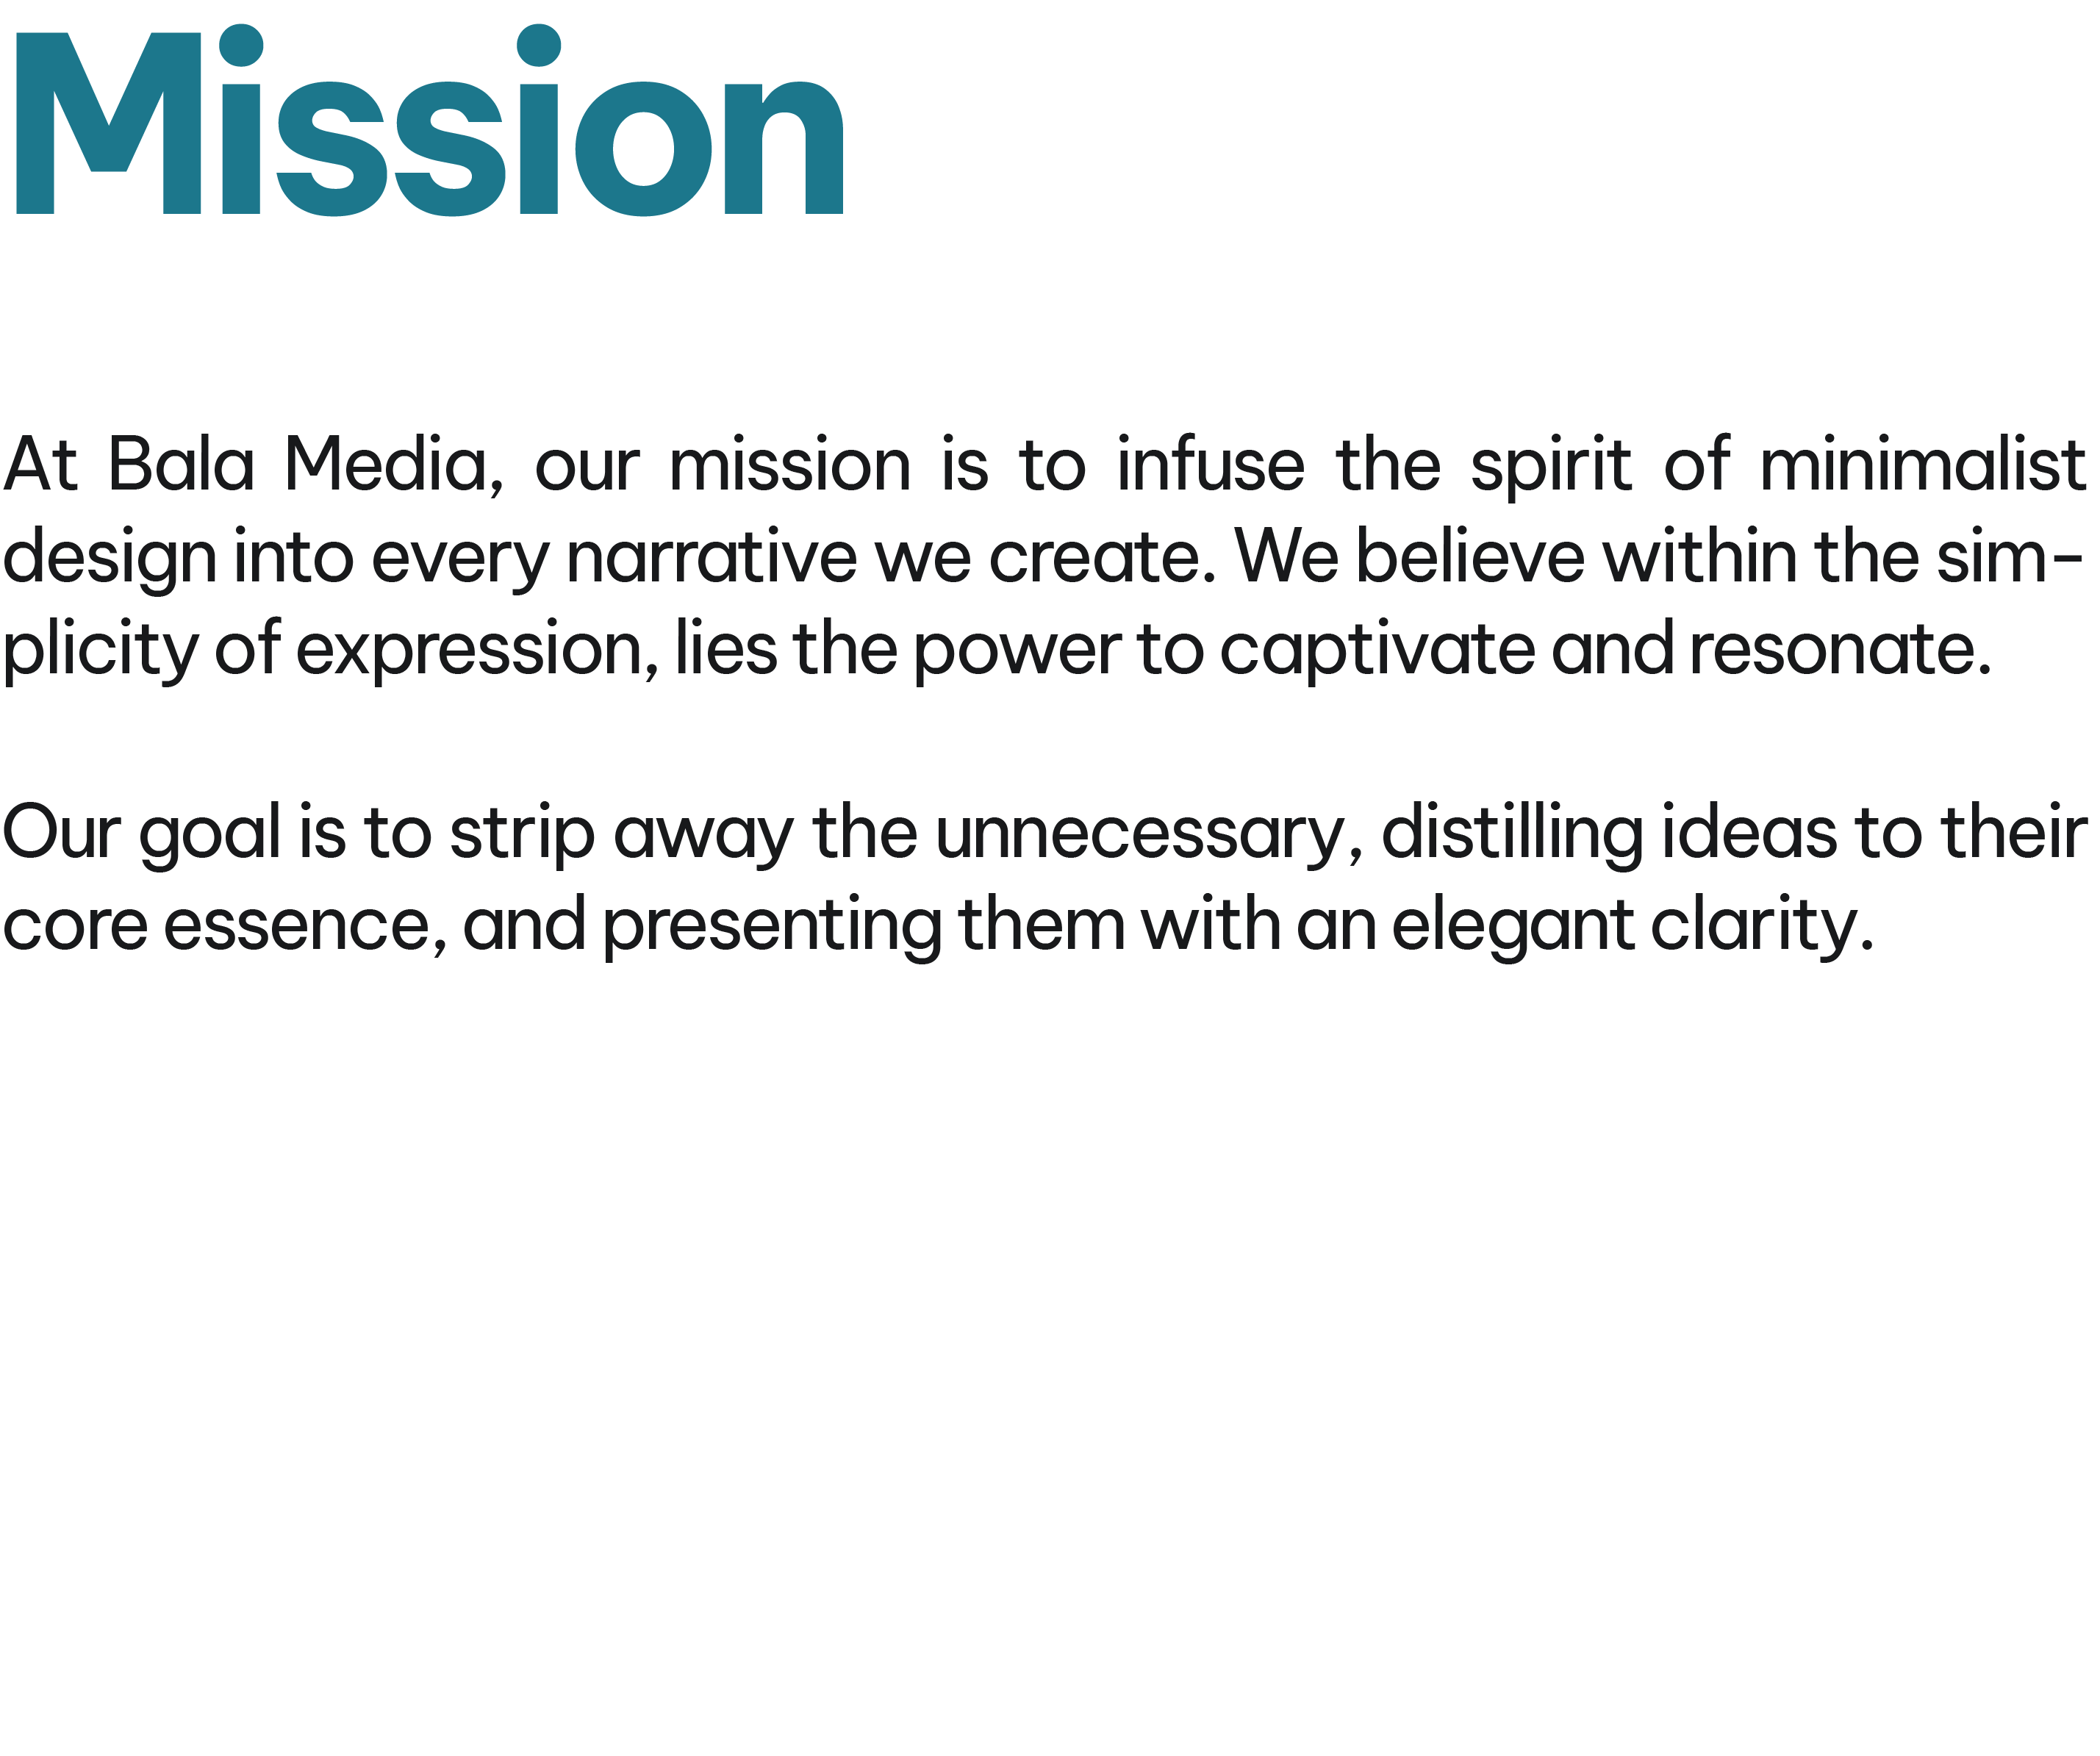 Mission
At Bala Media, our mission is to infuse the spirit of minimalist
design into every narrative we create. We believe within the sim-
plicity of expression, lies the power to captivate and resonate.
Our goal is to strip away the unnecessary, distilling ideas to their
core essence, and presenting them with an elegant clarity.